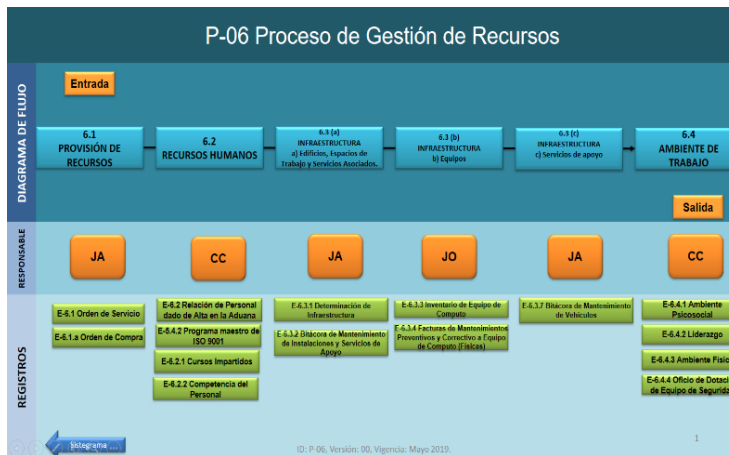 P-06 Proceso de Gestión de Recursos
DIAGRAMA DE FLUJO
Entrada
6.1
PROVISIÓN DE
RECURSOS
6.2
RECURSOS HUMANOS
6.3 (a)
INFRAESTRUCTURA
a) Edificios, Espacios de
Trabajo y Servicios Asociados.
6.3 (b)
INFRAESTRUCTURA
b) Equipos
6.3 (c)
INFRAESTRUCTURA
c) Servicios de apoyo
6.4
AMBIENTE DE
TRABAJO
Salida
RESPONSABLE
JA
CC
JA
JO
JA
CC
REGISTROS
E-6.1 Orden de Servicio
E-6.1.a Orden de Compra
E-6.2 Relación de Personal
dado de Alta en la Aduana
E-5.4.2 Programa maestro de
ISO 9001
E-6.2.1 Cursos Impartidos
E-6.2.2 Competencia del
Personal
E-6.3.1 Determinación de
Infraestructura
E-6.3.2 Bitácora de Mantenimiento
de Instalaciones y Servicios de
Apoyo
E-6.3.3 Inventario de Equipo de
Computo
E-6.3.4 Facturas de Mantenimientos
Preventivos y Correctivo a Equipo
de Computo (Físicas)
E-6.3.7 Bitácora de Mantenimiento
de Vehículos
E-6.4.1 Ambiente
Psicosocial
E-6.4.2 Liderazgo
E-6.4.3 Ambiente Físic
E-6.4.4 Oficio de Dotaci
de Equipo de Segurida
Sistegrama
ID: P-06, Versión: 00, Vigencia: Mayo 2019.
1